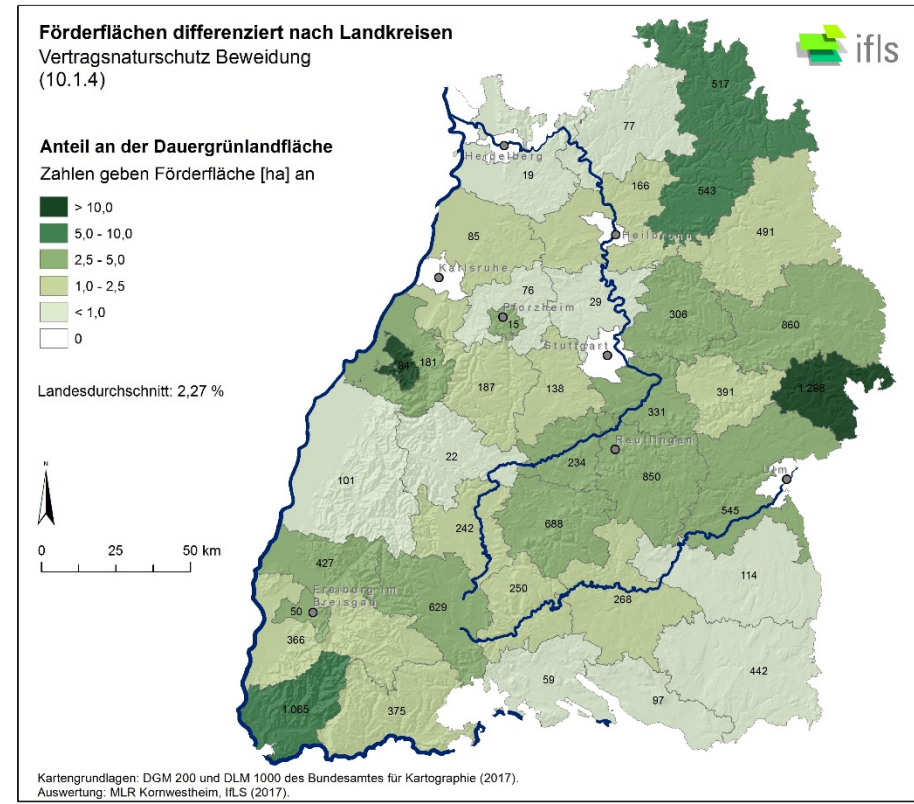 Förderflächen differenziert nach Landkreisen
Vertragsnaturschutz Beweidung
(10.1.4)
ifls
Anteil an der Dauergrünlandfläche
Zahlen geben Förderfläche [ha] an
> 10,0
5,0 - 10,0
2,5 - 5,0
1,0 - 2,5
< 1,0
0
Landesdurchschnitt: 2,27 %
N
0 25 50 km
517
77
Heidelberg
19
166
543
Heilbronn
491
85
Karlsruhe
76
29
Pforzheim
15
306
860
Stuttgart
94
181
187
138
391
1.298
331
Reutlingen
22
234
850
Ulm
101
545
688
242
427
114
250
268
Freiburg im
Breisgau
50
629
366
442
59
97
1.065
375
Kartengrundlagen: DGM 200 und DLM 1000 des Bundesamtes für Kartographie (2017).
Auswertung: MLR Kornwestheim, IfLS (2017).